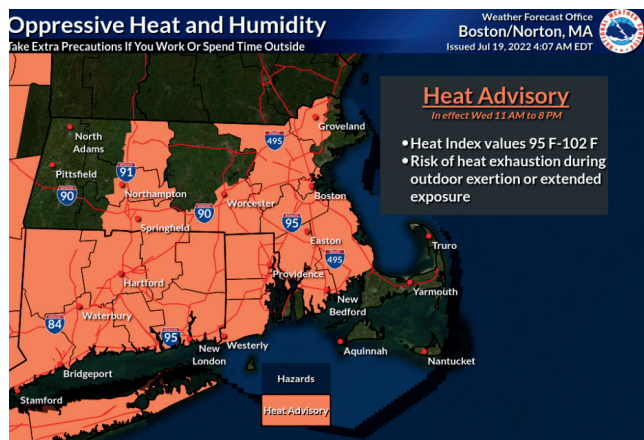 Oppressive Heat and Humidity
Take Extra Precautions If You Work Or Spend Time Outside
Weather Forecast Office
Boston/Norton, MA
Issued Jul 19, 2022 4:07 AM EDT
Heat Advisory
In effect Wed 11 AM to 8 PM
•Heat Index values 95 F-102 F
•Risk of heat exhaustion during
outdoor exertion or extended
exposure
Groveland
495
North
Adams
91
Pittsfield
90
Northampton
Worcester
Boston
90
Springfield
95
Easton
Truro
495
Providence
Hartford
Yarmouth
New
Bedford
Waterbury
84
95
New
London
Westerly
Aquinnah
Nantucket
Bridgeport
Stamford
Hazards
Heat Advisory